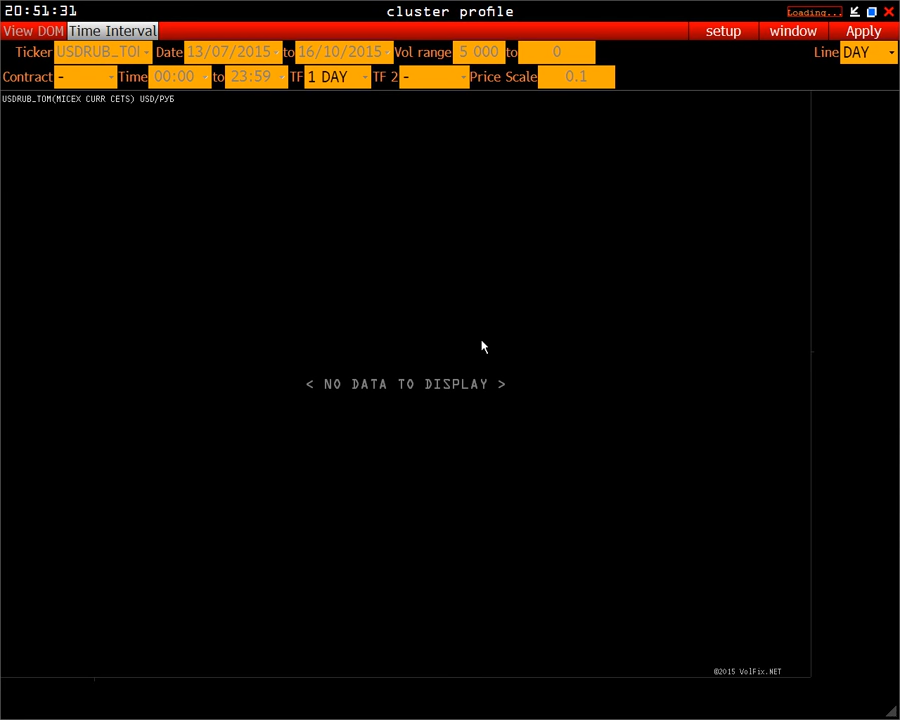 20:51:31 cluster profile Loading...
View DOM Time Interval setup window Apply
Ticker USDRUB_TOI Date 13/07/2015 to 16/10/2015 Vol range 5 000 to 0 Line DAY
Contract - Time 00:00 to 23:59 TF 1 DAY TF 2 - Price Scale 0.1
USDRUB_TOM(MICEX CURR CETS) USD/РУБ
< NO DATA TO DISPLAY >
©2015 VolFix.NET